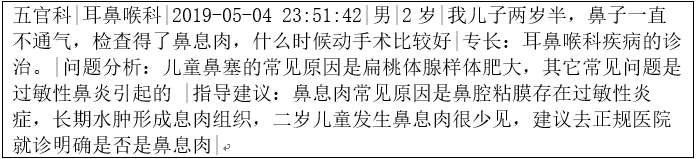 五官科|耳鼻喉科|2019-05-04 23:51:42|男|2 岁|我儿子两岁半，鼻子一直
不通气，检查得了鼻息肉，什么时候动手术比较好|专长：耳鼻喉科疾病的诊
治。|问题分析：儿童鼻塞的常见原因是扁桃体腺样体肥大，其它常见问题是
过敏性鼻炎引起的 |指导建议：鼻息肉常见原因是鼻腔粘膜存在过敏性炎
症，长期水肿形成息肉组织，二岁儿童发生鼻息肉很少见，建议去正规医院
就诊明确是否是鼻息肉|